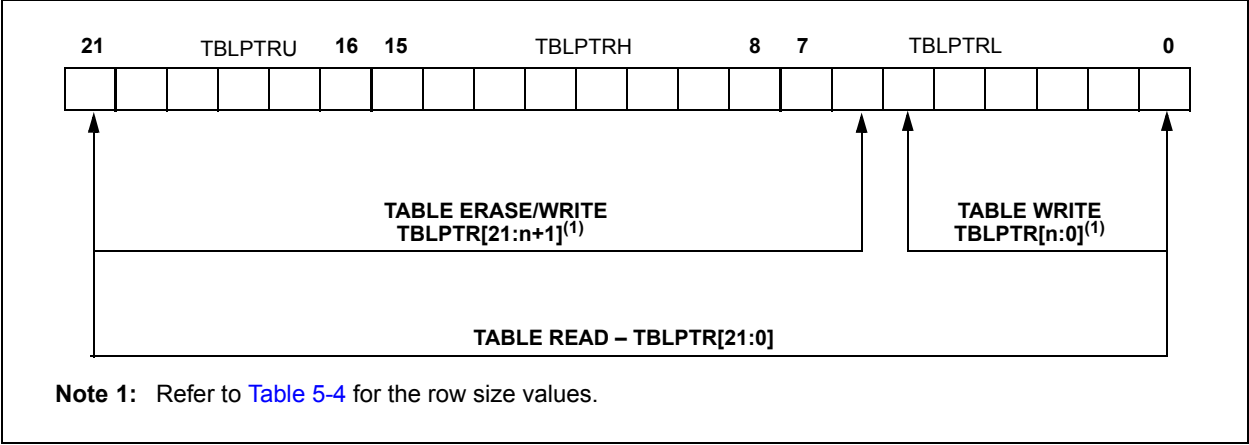 21 TBLPTRU 16 15 TBLPTRH 8 7 TBLPTRL 0
TABLE ERASE/WRITE
TBLPTR[21:n+1](1)
TABLE WRITE
TBLPTR[n:0](1)
TABLE READ – TBLPTR[21:0]
Note 1: Refer to Table 5-4 for the row size values.